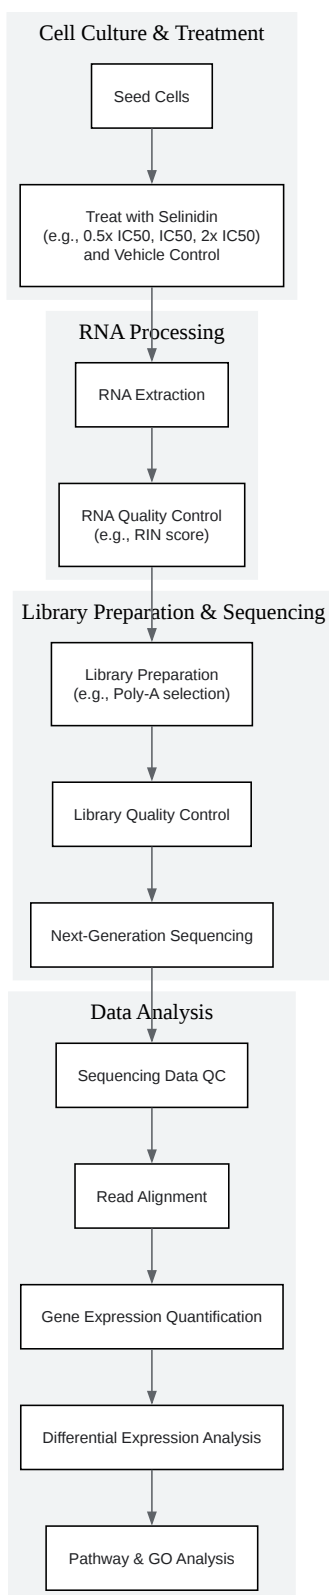 Cell Culture & Treatment
Seed Cells
Treat with Selinidin
(e.g., 0.5x IC50, IC50, 2x IC50)
and Vehicle Control
RNA Processing
RNA Extraction
RNA Quality Control
(e.g., RIN score)
Library Preparation & Sequencing
Library Preparation
(e.g., Poly-A selection)
Library Quality Control
Next-Generation Sequencing
Data Analysis
Sequencing Data QC
Read Alignment
Gene Expression Quantification
Differential Expression Analysis
Pathway & GO Analysis